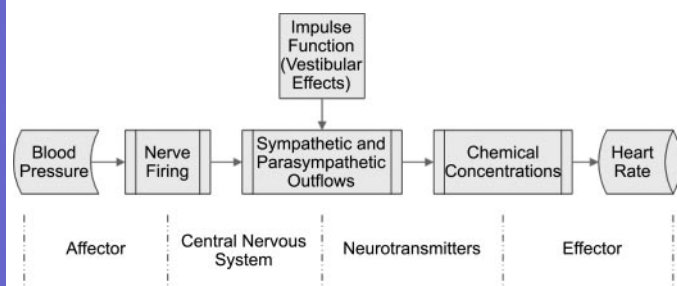 Impulse
Function
(Vestibular
Effects)
Blood
Pressure
Nerve
Firing
Sympathetic and
Parasympathetic
Outflows
Chemical
Concentrations
Heart
Rate
Affector
Central Nervous
System
Neurotransmitters
Effector